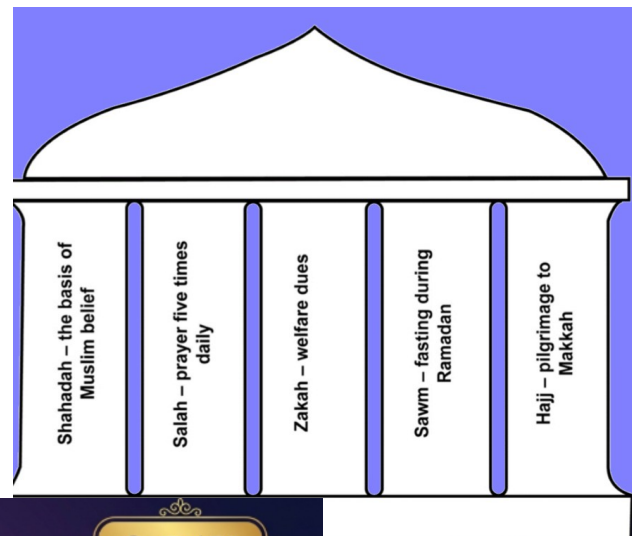 Shahadah – the basis of
Muslim belief
Salah – prayer five times
daily
Zakah – welfare dues
Sawm – fasting during
Ramadan
Hajj – pilgrimage to
Makkah